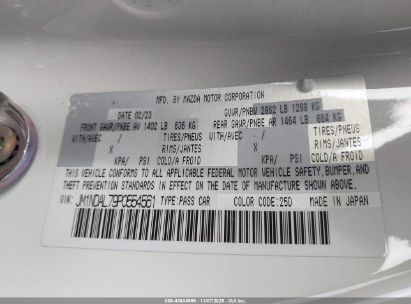 MFD. BY MAZDA MOTOR CORPORATION
DATE 02/23 GVWR/PNBV 2862 LB 1298 KG
FRONT GAWR/PNBE AV 1402 LB 636 KG REAR GAWR/PNBE AR 1464 LB 664 KG
WITH/AVEC TIRES/PNEUS WITH/AVEC TIRES/PNEUS
X RIMS/JANTES X RIMS/JANTES
KPA/ PSI COLD/A FROID KPA/ PSI COLD/A FROID
THIS VEHICLE CONFORMS TO ALL APPLICABLE FEDERAL MOTOR VEHICLE SAFETY, BUMPER, AND
THEFT PREVENTION STANDARDS IN EFFECT ON THE DATE OF MANUFACTURE SHOWN ABOVE.
VIN: JM1NDAL79P0554561 TYPE: PASS CAR COLOR CODE: 25D MADE IN JAPAN